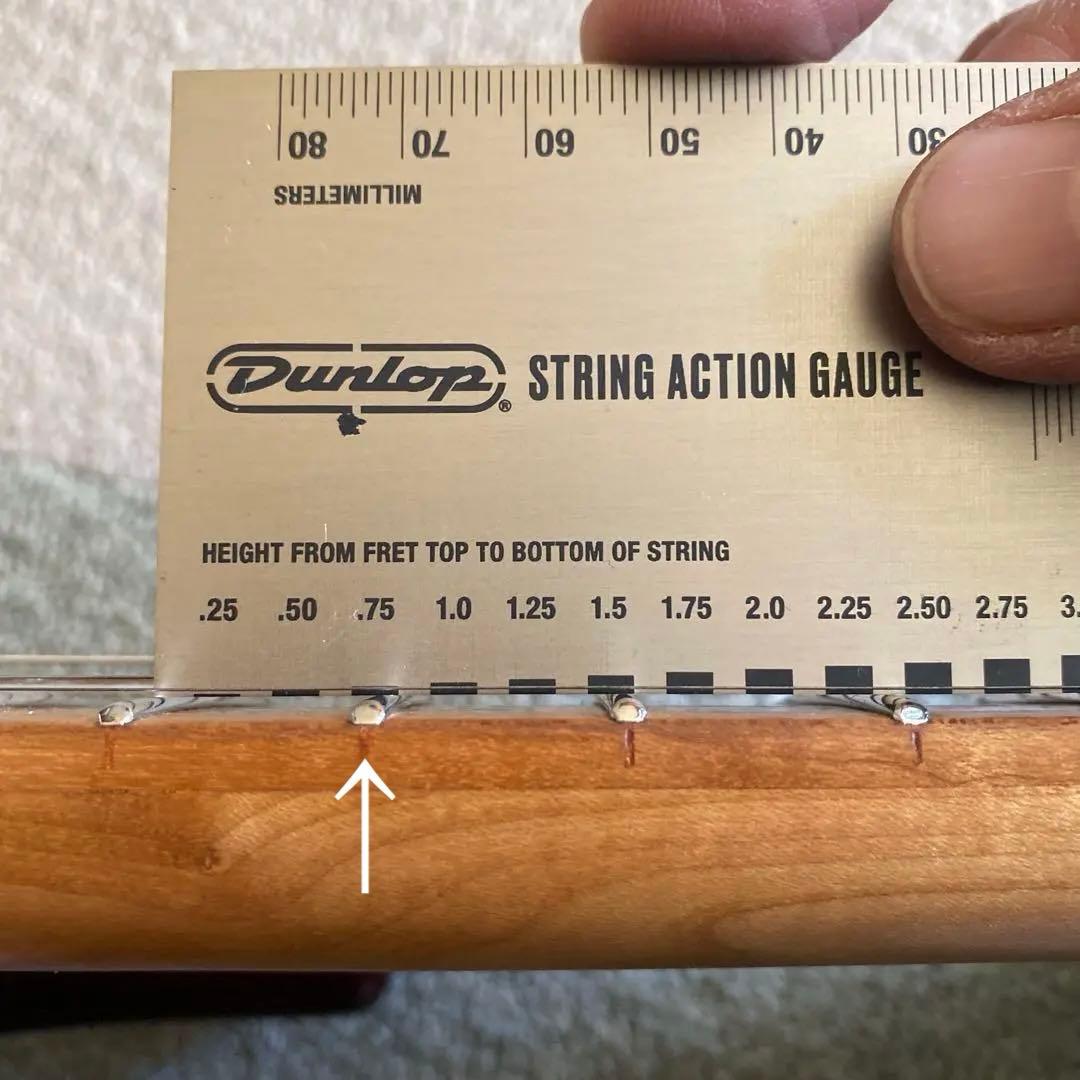 80 70 60 50 40
MILLIMETERS
Dunlop® STRING ACTION GAUGE
HEIGHT FROM FRET TOP TO BOTTOM OF STRING
.25 .50 .75 1.0 1.25 1.5 1.75 2.0 2.25 2.50 2.75